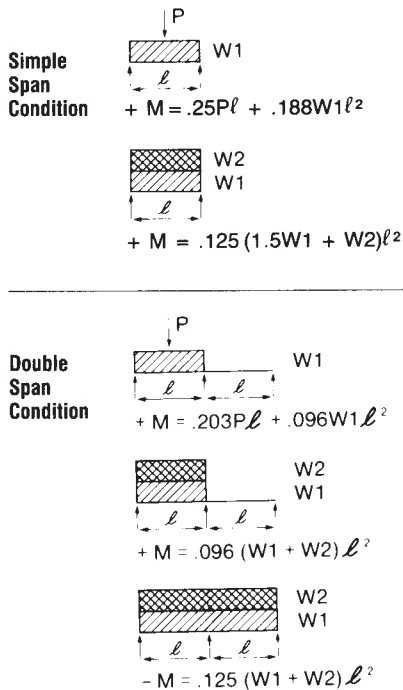 P
W1
Simple
Span
Condition
ℓ
+ M = .25Pℓ + .188W1ℓ²
W2
W1
ℓ
+ M = .125 (1.5W1 + W2)ℓ²
P
Double
Span
Condition
W1
ℓ ℓ
+ M = .203Pℓ + .096W1ℓ²
W2
W1
ℓ ℓ
+ M = .096 (W1 + W2)ℓ²
W2
W1
ℓ ℓ
– M = .125 (W1 + W2)ℓ²